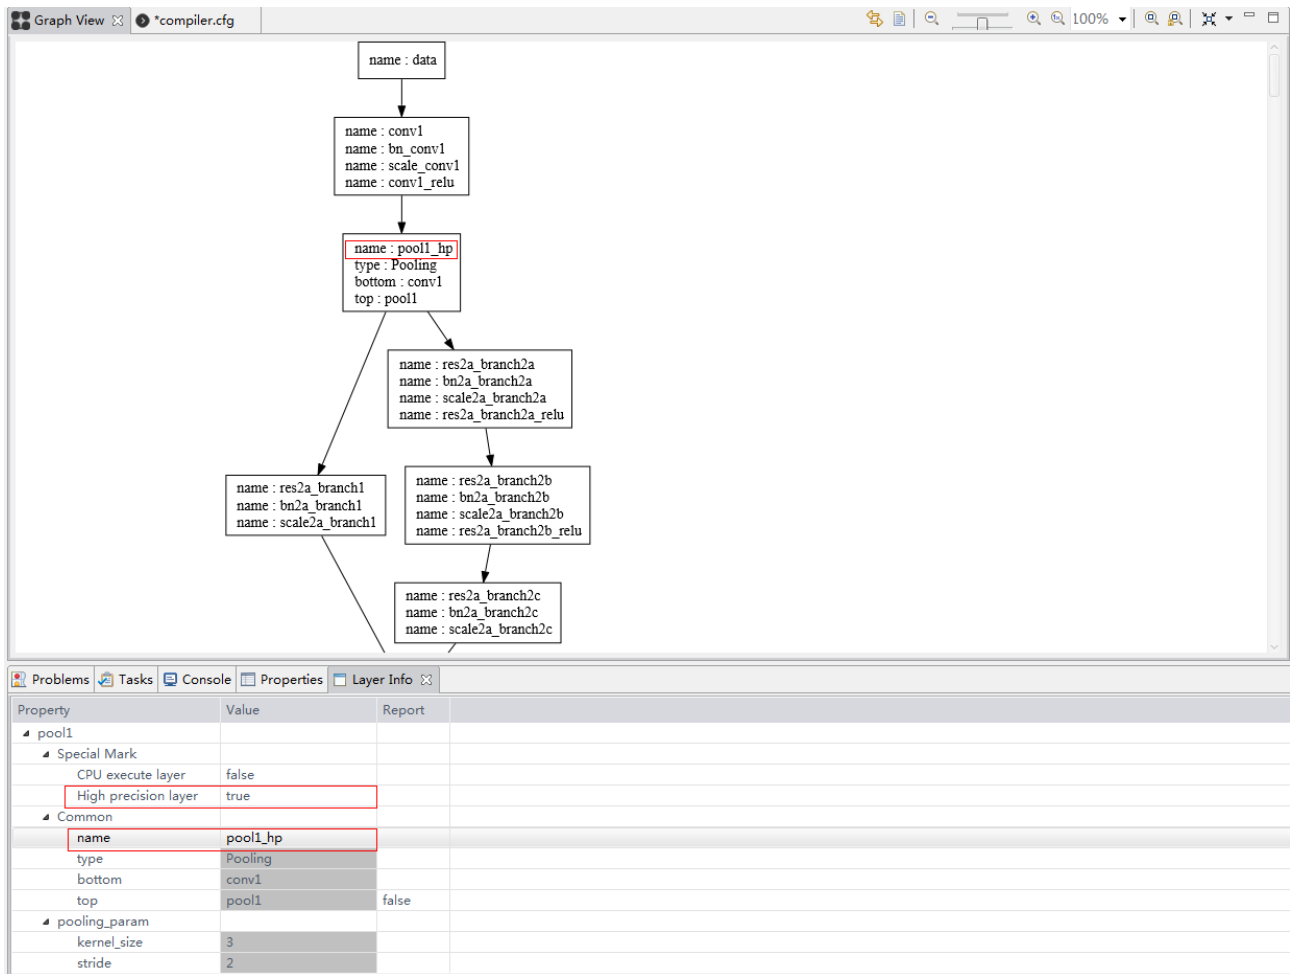 Graph View
*compiler.cfg
100%
name : data
name : conv1
name : bn_conv1
name : scale_conv1
name : conv1_relu
name : pool1_hp
type : Pooling
bottom : conv1
top : pool1
name : res2a_branch2a
name : bn2a_branch2a
name : scale2a_branch2a
name : res2a_branch2a_relu
name : res2a_branch1
name : bn2a_branch1
name : scale2a_branch1
name : res2a_branch2b
name : bn2a_branch2b
name : scale2a_branch2b
name : res2a_branch2b_relu
name : res2a_branch2c
name : bn2a_branch2c
name : scale2a_branch2c
Problems Tasks Console Properties Layer Info
Property Value Report
pool1
Special Mark
CPU execute layer false
High precision layer true
Common
name pool1_hp
type Pooling
bottom conv1
top pool1 false
pooling_param
kernel_size 3
stride 2